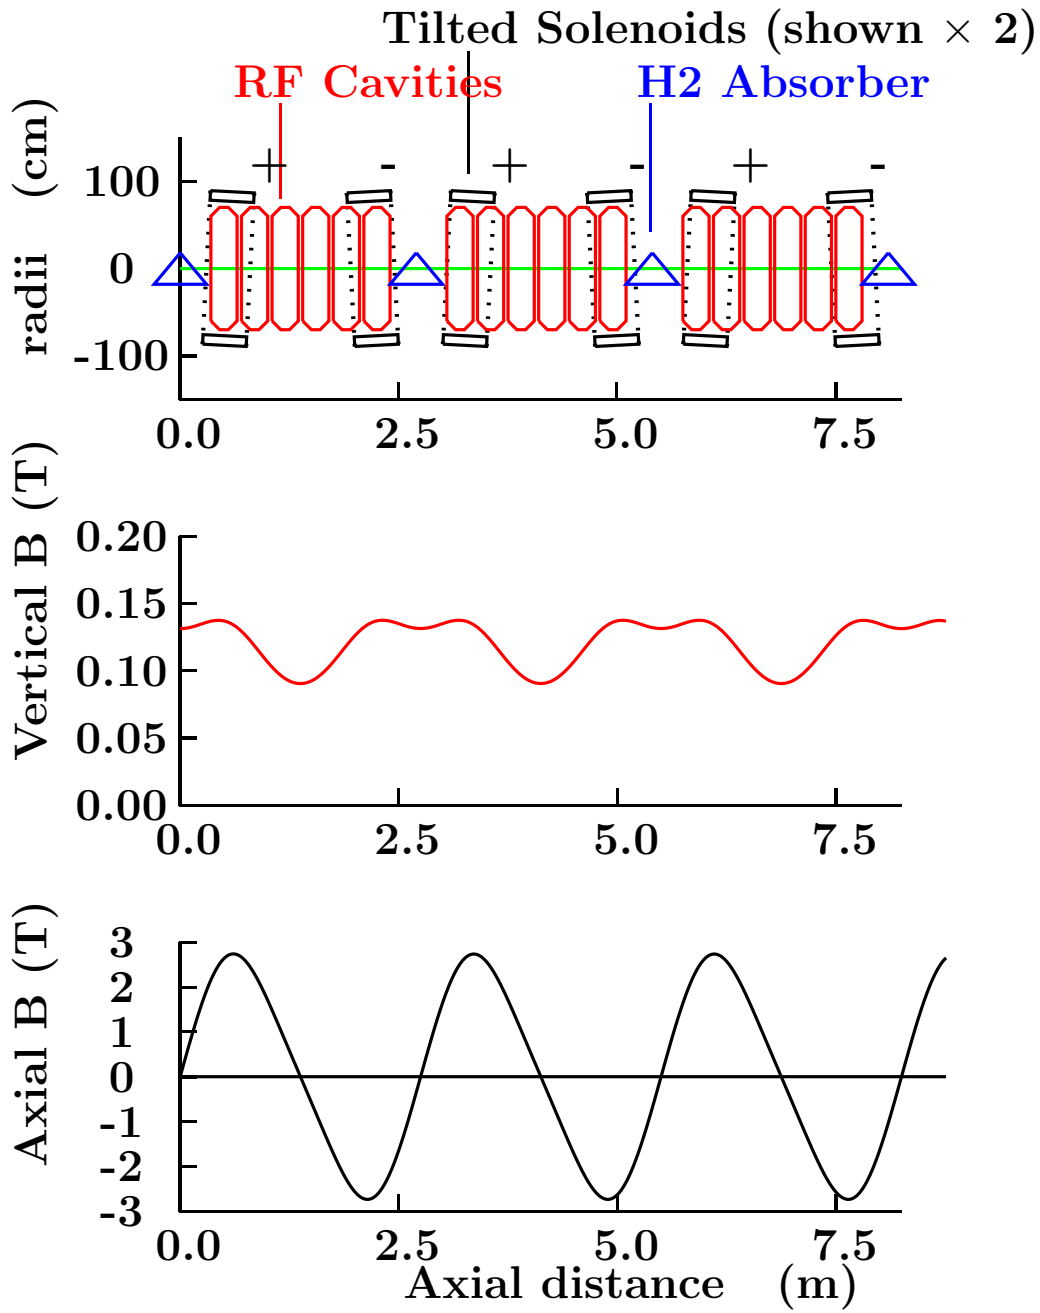 Tilted Solenoids (shown × 2)
RF Cavities H2 Absorber
radii (cm)
+ - + - + -
100
0
-100
0.0 2.5 5.0 7.5
Vertical B (T)
0.20
0.15
0.10
0.05
0.00
0.0 2.5 5.0 7.5
Axial B (T)
3
2
1
0
-1
-2
-3
0.0 2.5 5.0 7.5
Axial distance (m)